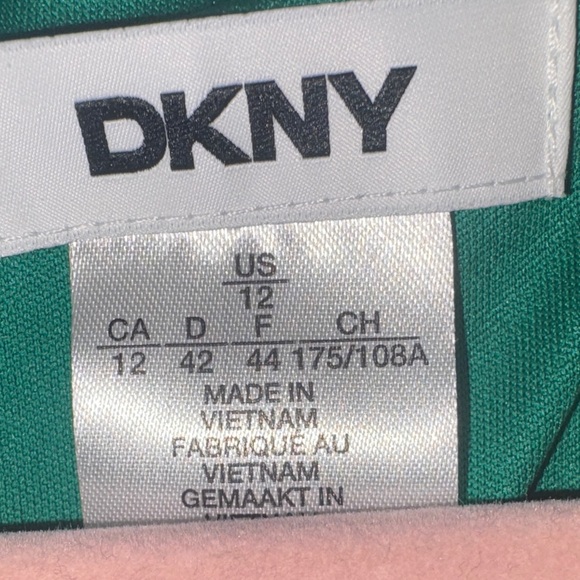 DKNY
US
12
CA D F CH
12 42 44 175/108A
MADE IN
VIETNAM
FABRIQUE AU
VIETNAM
GEMAAKT IN